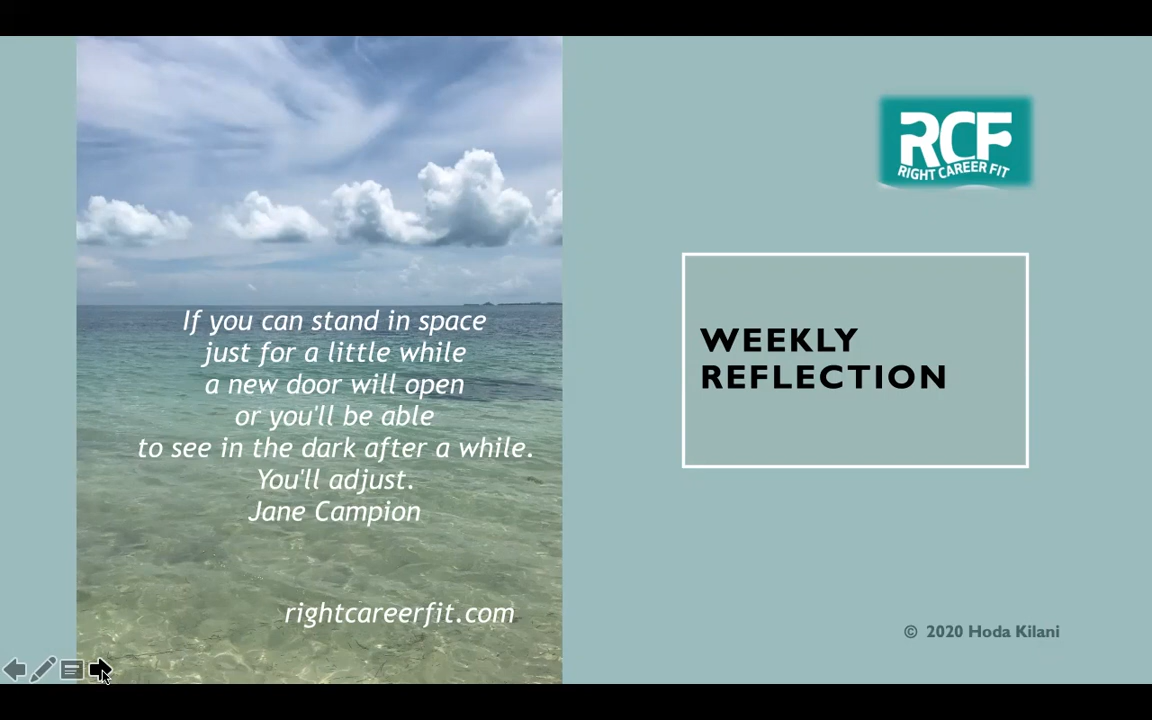 If you can stand in space
just for a little while
a new door will open
or you'll be able
to see in the dark after a while.
You'll adjust.
Jane Campion
rightcareerfit.com
RCF
RIGHT CAREER FIT
WEEKLY
REFLECTION
© 2020 Hoda Kilani